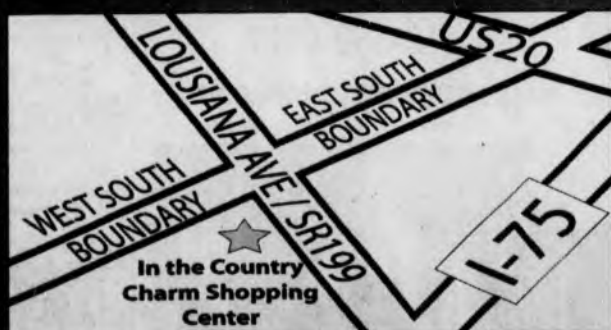 US20
LOUSIANA AVE / SR199
EAST SOUTH
BOUNDARY
WEST SOUTH
BOUNDARY
I-75
In the Country
Charm Shopping
Center